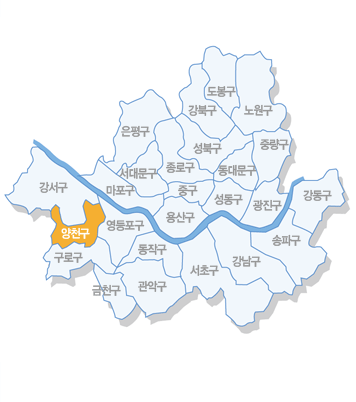 도봉구
강북구
노원구
은평구
성북구
중랑구
서대문구
종로구
동대문구
강서구
마포구
중구
성동구
강동구
용산구
광진구
양천구
영등포구
송파구
동작구
구로구
강남구
서초구
금천구
관악구